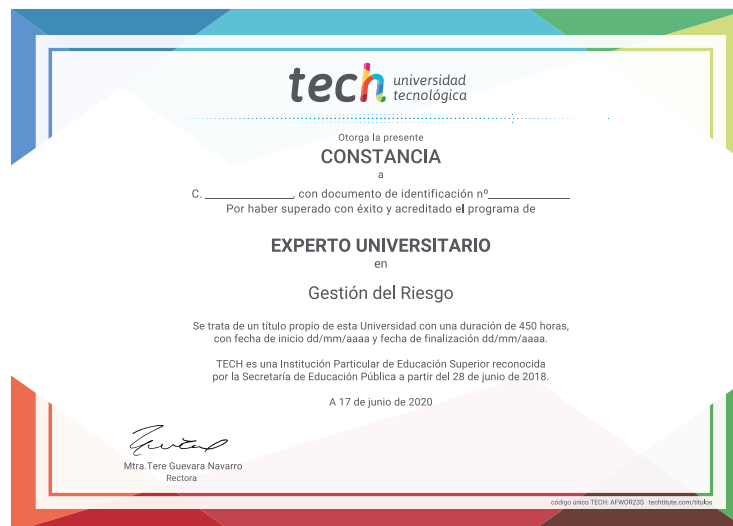 tech universidad
tecnológica
Otorga la presente
CONSTANCIA
a
C. ______________, con documento de identificación nº______________
Por haber superado con éxito y acreditado el programa de
EXPERTO UNIVERSITARIO
en
Gestión del Riesgo
Se trata de un título propio de esta Universidad con una duración de 450 horas,
con fecha de inicio dd/mm/aaaa y fecha de finalización dd/mm/aaaa.
TECH es una Institución Particular de Educación Superior reconocida
por la Secretaría de Educación Pública a partir del 28 de junio de 2018.
A 17 de junio de 2020
Mtra.Tere Guevara Navarro
Rectora
código único TECH: AFWOR23S techtitute.com/titulos